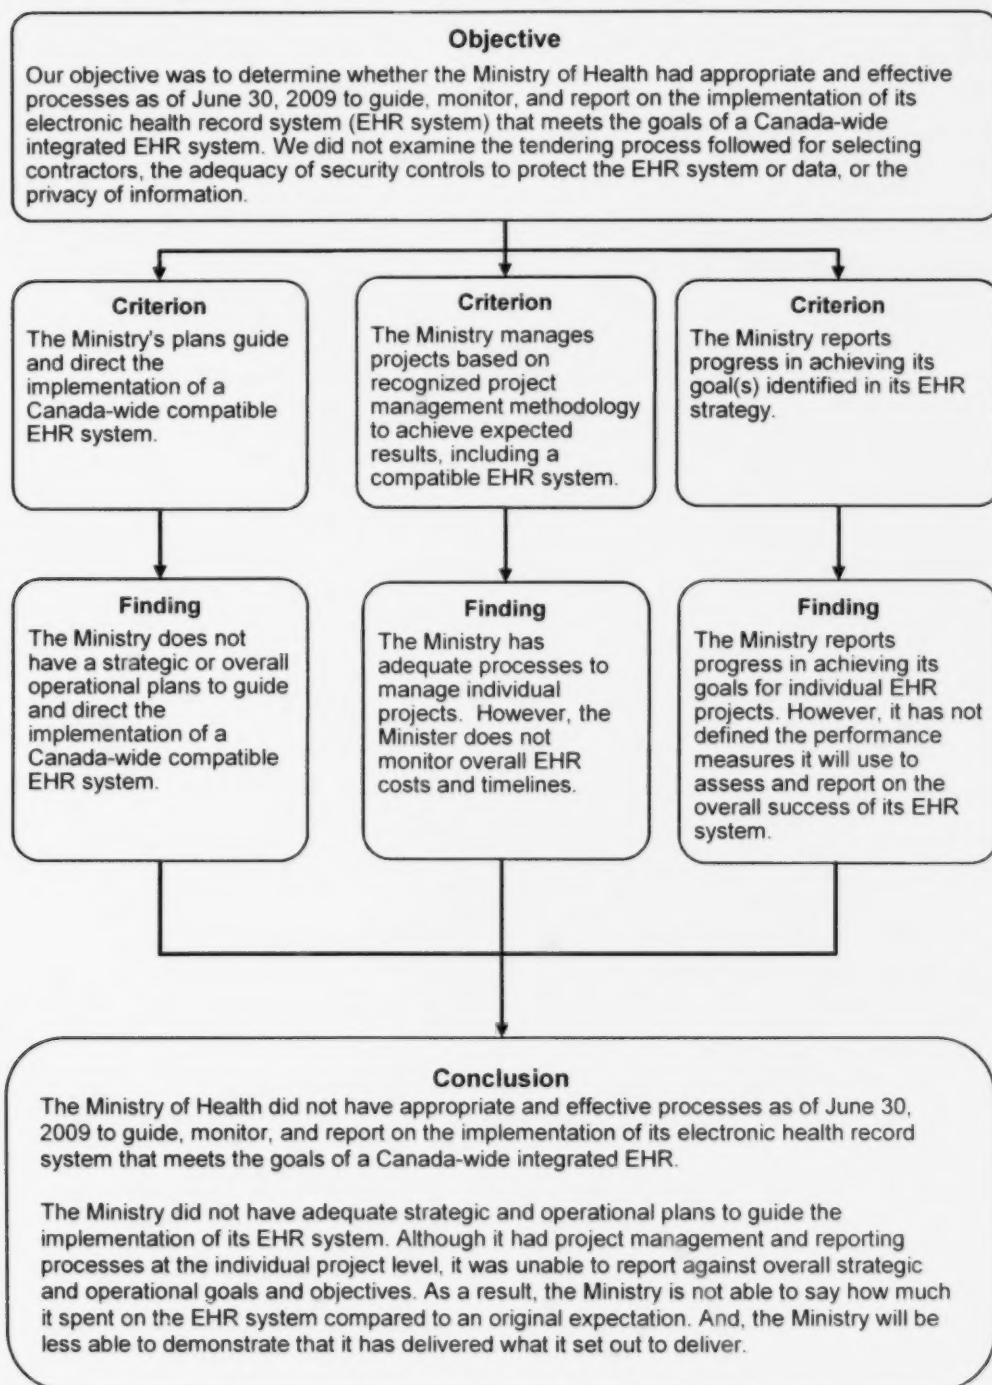 Objective
Our objective was to determine whether the Ministry of Health had appropriate and effective
processes as of June 30, 2009 to guide, monitor, and report on the implementation of its
electronic health record system (EHR system) that meets the goals of a Canada-wide
integrated EHR system. We did not examine the tendering process followed for selecting
contractors, the adequacy of security controls to protect the EHR system or data, or the
privacy of information.
Criterion
The Ministry's plans guide
and direct the
implementation of a
Canada-wide compatible
EHR system.
Criterion
The Ministry manages
projects based on
recognized project
management methodology
to achieve expected
results, including a
compatible EHR system.
Criterion
The Ministry reports
progress in achieving its
goal(s) identified in its EHR
strategy.
Finding
The Ministry does not
have a strategic or overall
operational plans to guide
and direct the
implementation of a
Canada-wide compatible
EHR system.
Finding
The Ministry has
adequate processes to
manage individual
projects. However, the
Minister does not
monitor overall EHR
costs and timelines.
Finding
The Ministry reports
progress in achieving its
goals for individual EHR
projects. However, it has not
defined the performance
measures it will use to
assess and report on the
overall success of its EHR
system.
Conclusion
The Ministry of Health did not have appropriate and effective processes as of June 30,
2009 to guide, monitor, and report on the implementation of its electronic health record
system that meets the goals of a Canada-wide integrated EHR.
The Ministry did not have adequate strategic and operational plans to guide the
implementation of its EHR system. Although it had project management and reporting
processes at the individual project level, it was unable to report against overall strategic
and operational goals and objectives. As a result, the Ministry is not able to say how much
it spent on the EHR system compared to an original expectation. And, the Ministry will be
less able to demonstrate that it has delivered what it set out to deliver.